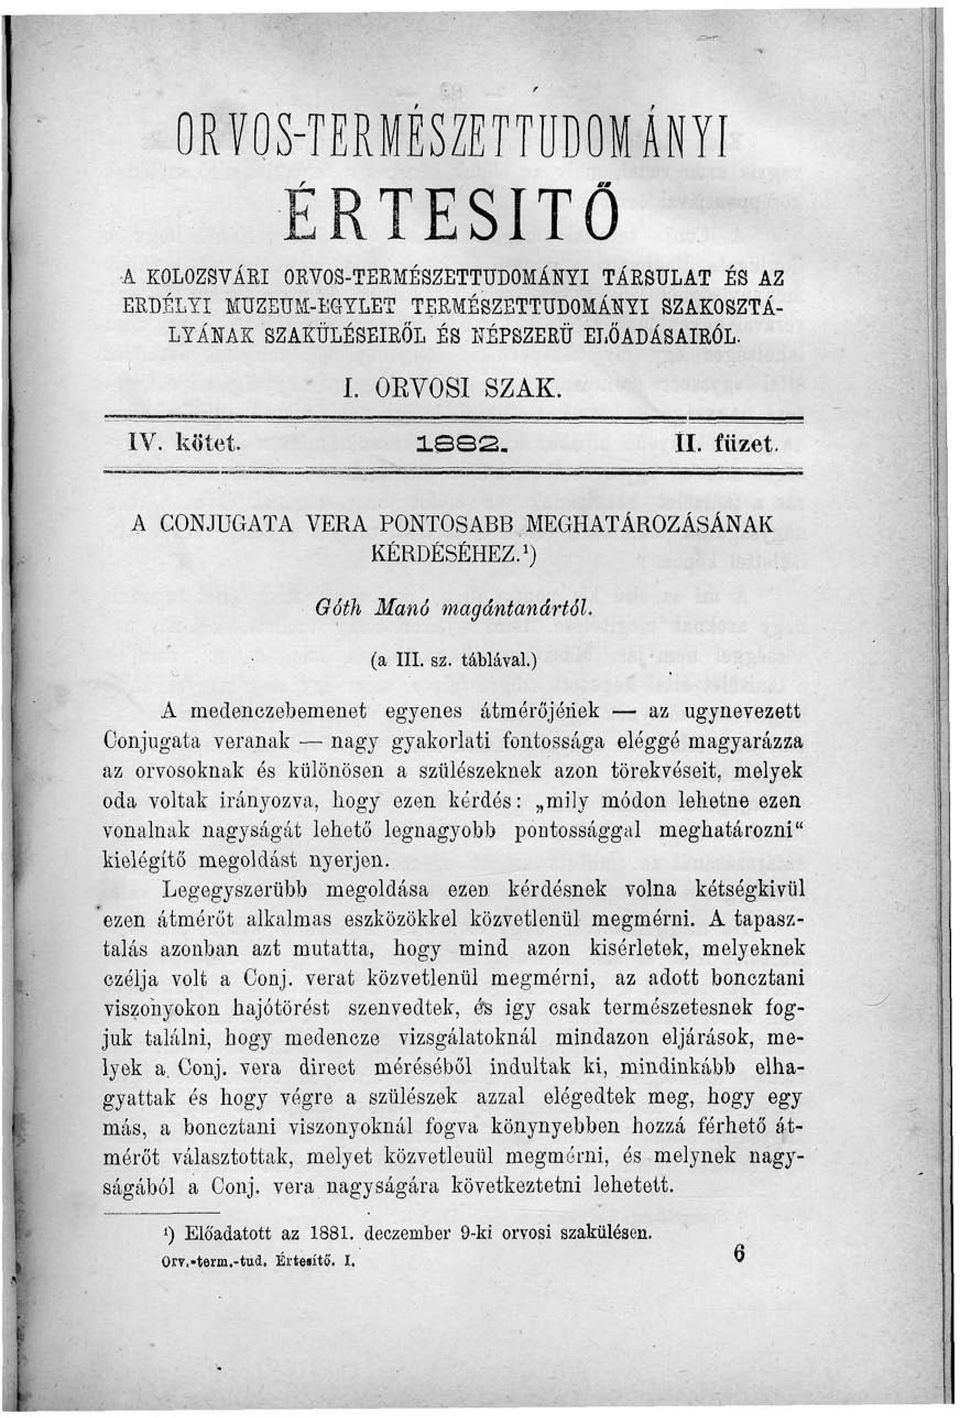 ORVOS-TERMÉSZETTUDOMÁNYI
ÉRTESITŐ
A KOLOZSVÁRI ORVOS-TERMÉSZETTUDOMÁNYI TÁRSULAT ÉS AZ
ERDÉLYI MUZEUM-EGYLET TERMÉSZETTUDOMÁNYI SZAKOSZTÁ-
LYÁNAK SZAKÜLÉSEIRŐL ÉS NÉPSZERÜ ELŐADÁSAIRÓL.
I. ORVOSI SZAK.
IV. kötet. 1882. II. füzet.
A CONJUGATA VERA PONTOSABB MEGHATÁROZÁSÁNAK
KÉRDÉSÉHEZ.¹)
Góth Manó magántanártól.
(a III. sz. táblával.)
A medenczebemenet egyenes átmérőjének — az ugynevezett
Conjugata veranak — nagy gyakorlati fontossága eléggé magyarázza
az orvosoknak és különösen a szülészeknek azon törekvéseit, melyek
oda voltak irányozva, hogy ezen kérdés: „mily módon lehetne ezen
vonalnak nagyságát lehető legnagyobb pontossággal meghatározni“
kielégítő megoldást nyerjen.
Legegyszerübb megoldása ezen kérdésnek volna kétségkivül
ezen átmérőt alkalmas eszközökkel közvetlenül megmérni. A tapasz-
talás azonban azt mutatta, hogy mind azon kisérletek, melyeknek
czélja volt a Conj. verat közvetlenül megmérni, az adott boncztani
viszonyokon hajótörést szenvedtek, és igy csak természetesnek fog-
juk találni, hogy medencze vizsgálatoknál mindazon eljárások, me-
lyek a Conj. vera direct méréséből indultak ki, mindinkább elha-
gyattak és hogy végre a szülészek azzal elégedtek meg, hogy egy
más, a boncztani viszonyoknál fogva könynyebben hozzá férhető át-
mérőt választottak, melyet közvetlenül megmérni, és melynek nagy-
ságából a Conj. vera nagyságára következtetni lehetett.
¹) Előadatott az 1881. deczember 9-ki orvosi szakülésen.
Orv.-term.-tud. Értesítő. I. 6